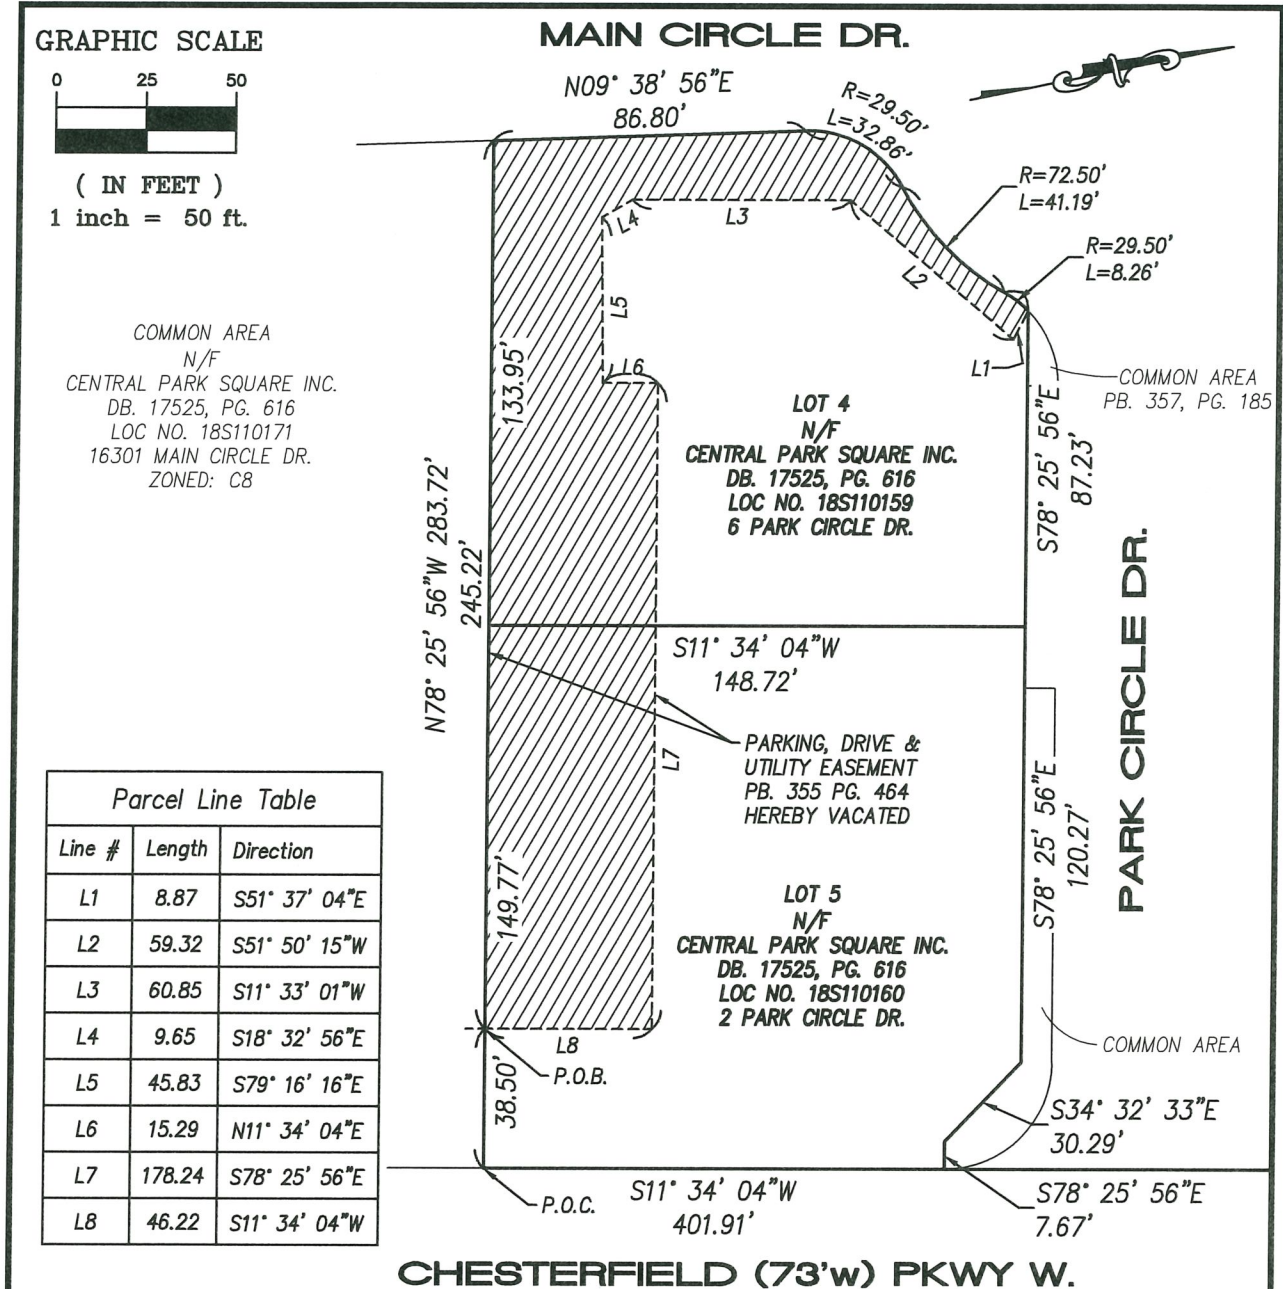 GRAPHIC SCALE
0 25 50
( IN FEET )
1 inch = 50 ft.
MAIN CIRCLE DR.
N09° 38' 56"E
86.80'
R=29.50'
L=32.86'
N
R=72.50'
L=41.19'
R=29.50'
L=8.26'
L4
L3
L2
L5
L6
L1
COMMON AREA
N/F
CENTRAL PARK SQUARE INC.
DB. 17525, PG. 616
LOC NO. 18S110171
16301 MAIN CIRCLE DR.
ZONED: C8
133.95'
N78° 25' 56"W 283.72'
245.22'
LOT 4
N/F
CENTRAL PARK SQUARE INC.
DB. 17525, PG. 616
LOC NO. 18S110159
6 PARK CIRCLE DR.
COMMON AREA
PB. 357, PG. 185
S78° 25' 56"E
87.23'
S11° 34' 04"W
148.72'
PARKING, DRIVE &
UTILITY EASEMENT
PB. 355 PG. 464
HEREBY VACATED
L7
149.77'
PARK CIRCLE DR.
S78° 25' 56"E
120.27'
LOT 5
N/F
CENTRAL PARK SQUARE INC.
DB. 17525, PG. 616
LOC NO. 18S110160
2 PARK CIRCLE DR.
COMMON AREA
L8
P.O.B.
38.50'
S34° 32' 33"E
30.29'
P.O.C.
S11° 34' 04"W
401.91'
S78° 25' 56"E
7.67'
Parcel Line Table
Line # Length Direction
L1 8.87 S51° 37' 04"E
L2 59.32 S51° 50' 15"W
L3 60.85 S11° 33' 01"W
L4 9.65 S18° 32' 56"E
L5 45.83 S79° 16' 16"E
L6 15.29 N11° 34' 04"E
L7 178.24 S78° 25' 56"E
L8 46.22 S11° 34' 04"W
CHESTERFIELD (73'w) PKWY W.